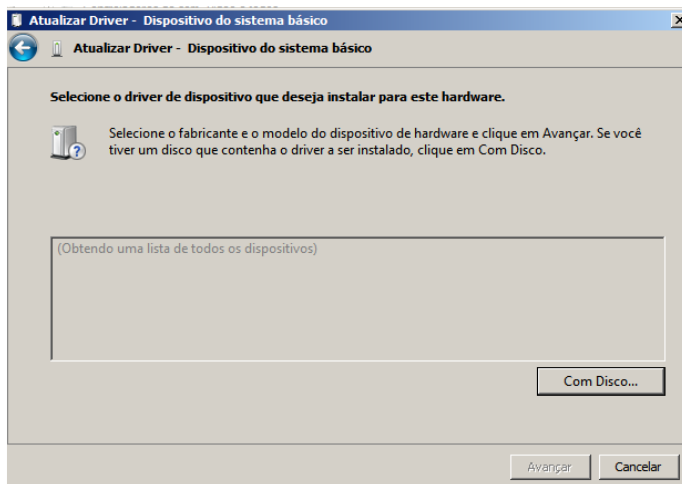 Atualizar Driver - Dispositivo do sistema básico
Atualizar Driver - Dispositivo do sistema básico
Selecione o driver de dispositivo que deseja instalar para este hardware.
Selecione o fabricante e o modelo do dispositivo de hardware e clique em Avançar. Se você
tiver um disco que contenha o driver a ser instalado, clique em Com Disco.
(Obtendo uma lista de todos os dispositivos)
Com Disco...
Avançar
Cancelar